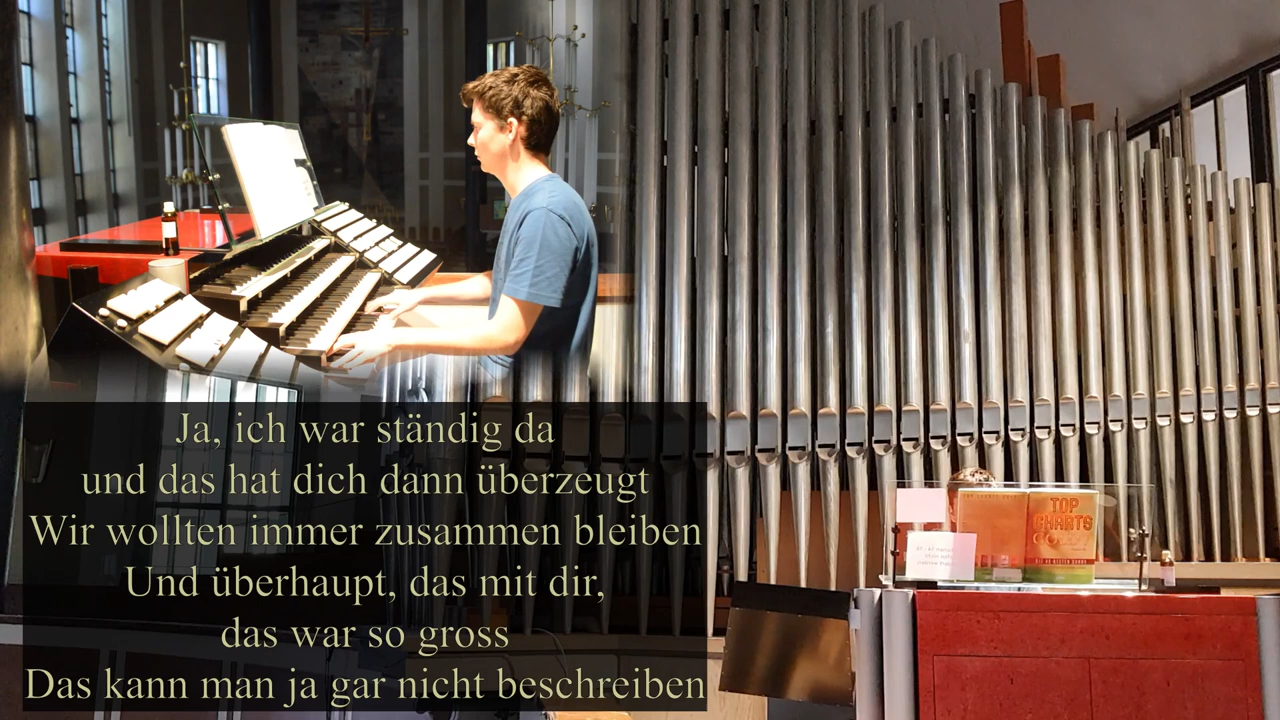 Ja, ich war ständig da
und das hat dich dann überzeugt
Wir wollten immer zusammen bleiben
Und überhaupt, das mit dir,
das war so gross
Das kann man ja gar nicht beschreiben
TOP
CHARTS
GOLD